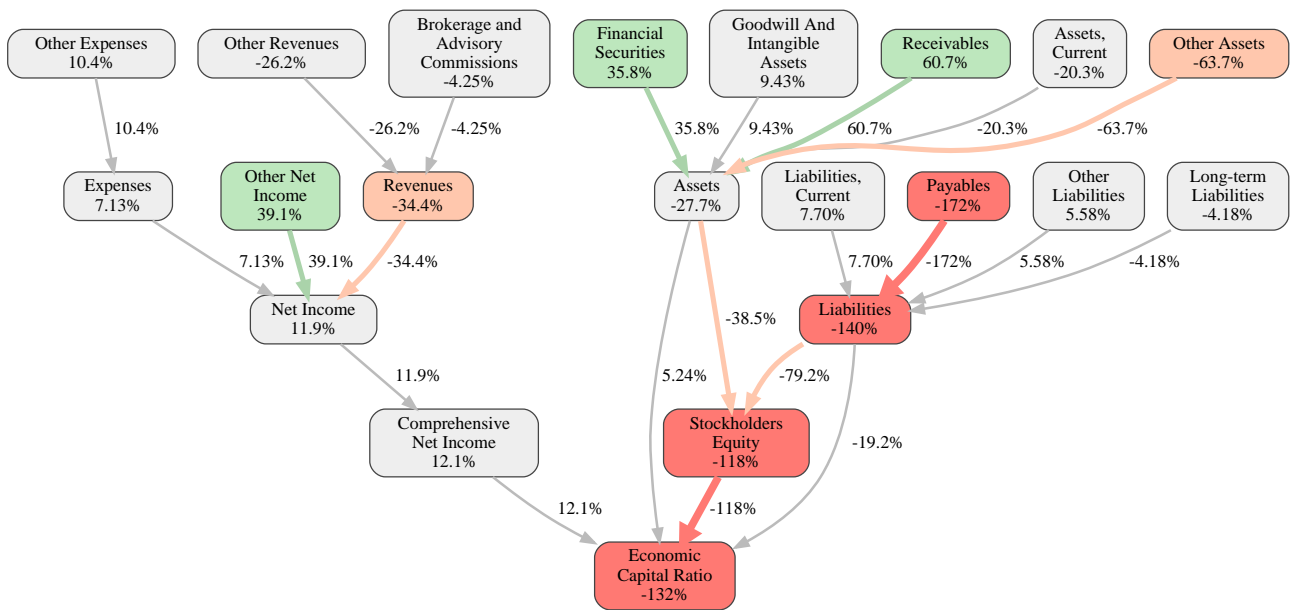 Other Expenses
10.4%
Other Revenues
-26.2%
Brokerage and
Advisory
Commissions
-4.25%
Financial
Securities
35.8%
Goodwill And
Intangible
Assets
9.43%
Receivables
60.7%
Assets,
Current
-20.3%
Other Assets
-63.7%
10.4%
-26.2%
-4.25%
35.8%
9.43%
60.7%
-20.3%
-63.7%
Expenses
7.13%
Other Net
Income
39.1%
Revenues
-34.4%
Assets
-27.7%
Liabilities,
Current
7.70%
Payables
-172%
Other
Liabilities
5.58%
Long-term
Liabilities
-4.18%
7.13%
39.1%
-34.4%
7.70%
-172%
5.58%
-4.18%
Net Income
11.9%
-38.5%
Liabilities
-140%
11.9%
5.24%
-79.2%
Comprehensive
Net Income
12.1%
Stockholders
Equity
-118%
-19.2%
12.1%
-118%
Economic
Capital Ratio
-132%